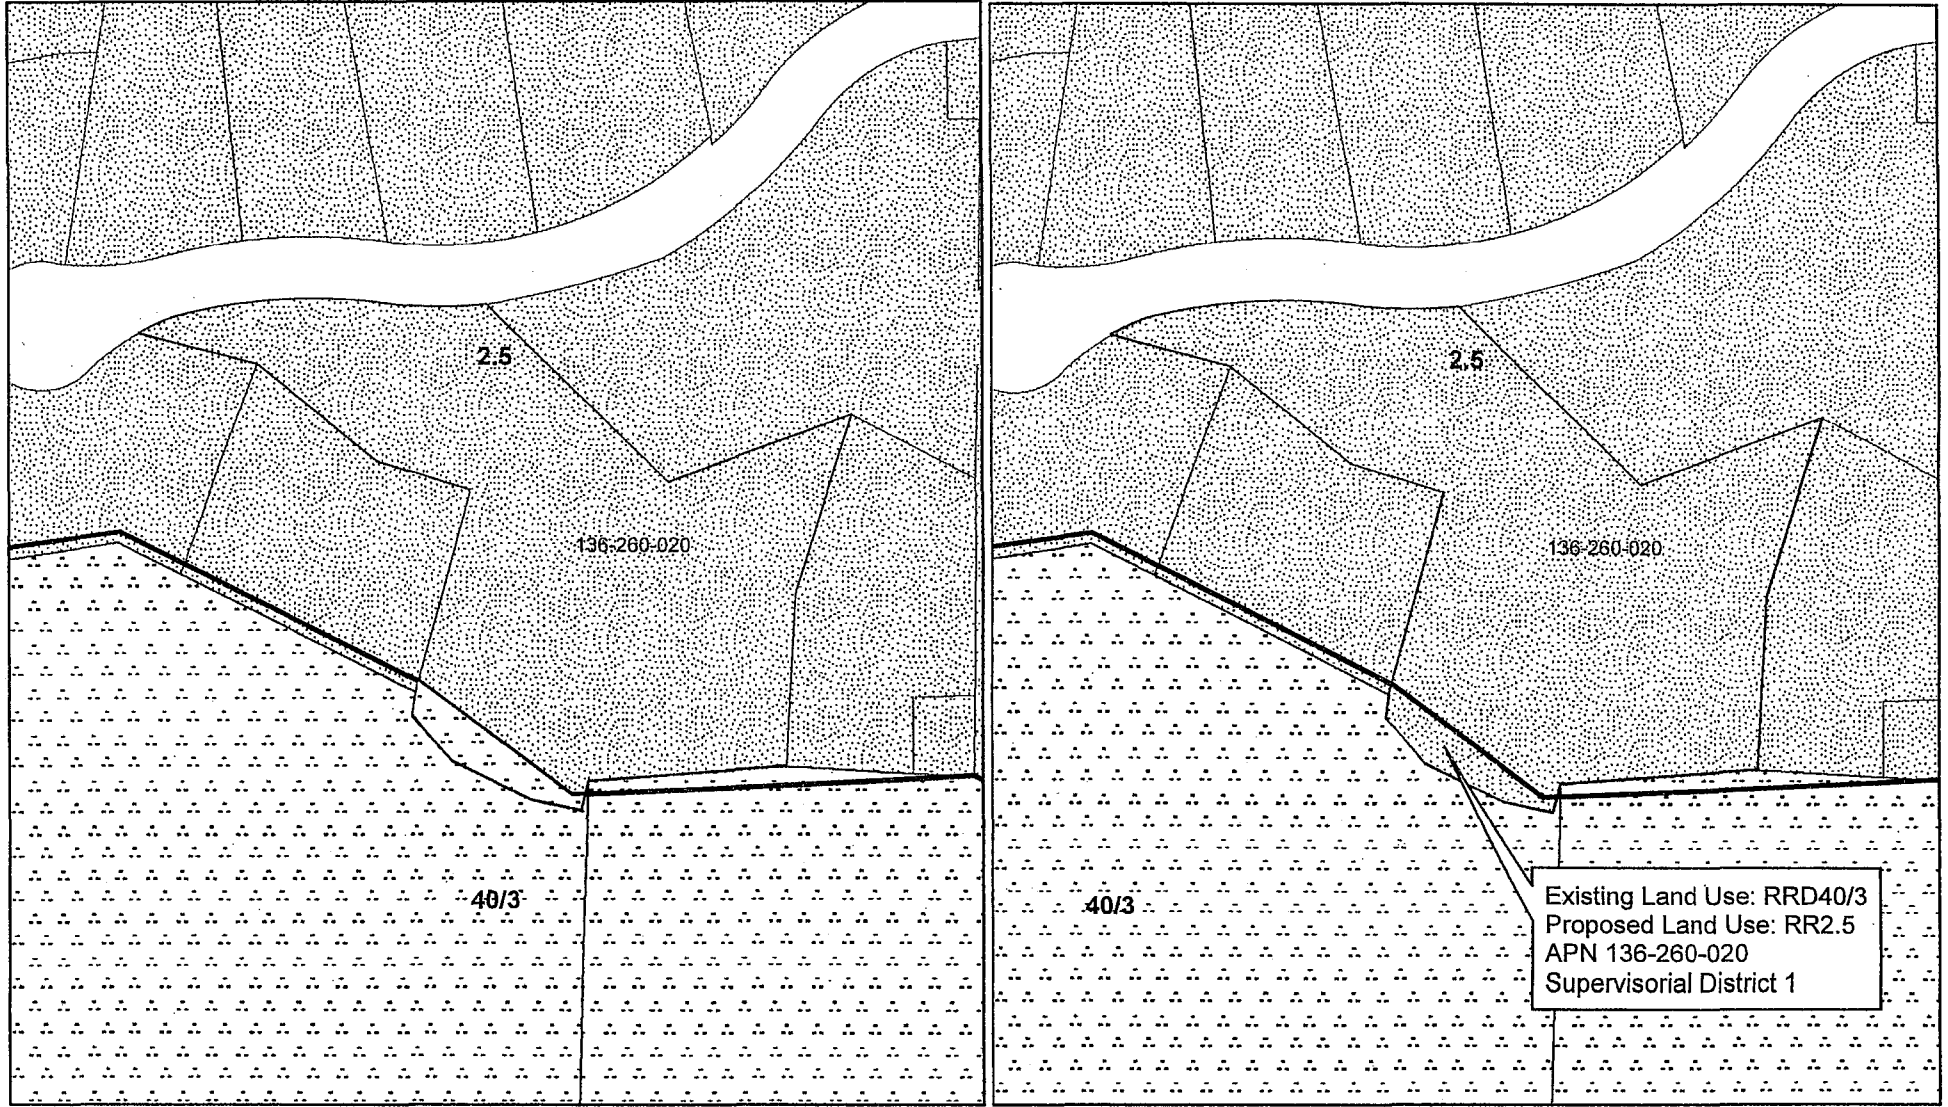 2.5
136-260-020
40/3
2.5
136-260-020
40/3
Existing Land Use: RRD40/3
Proposed Land Use: RR2.5
APN 136-260-020
Supervisorial District 1